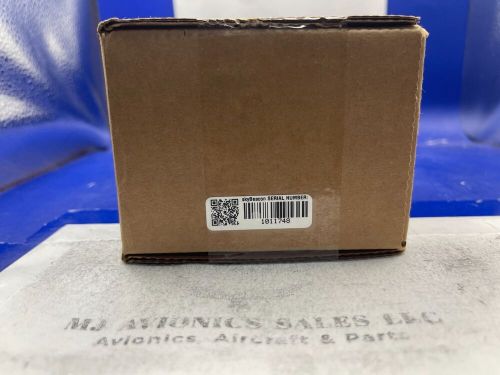 skyBeacon SERIAL NUMBER:
1011748
MJ AVIONICS SALES LLC
Avionics, Aircraft & Parts